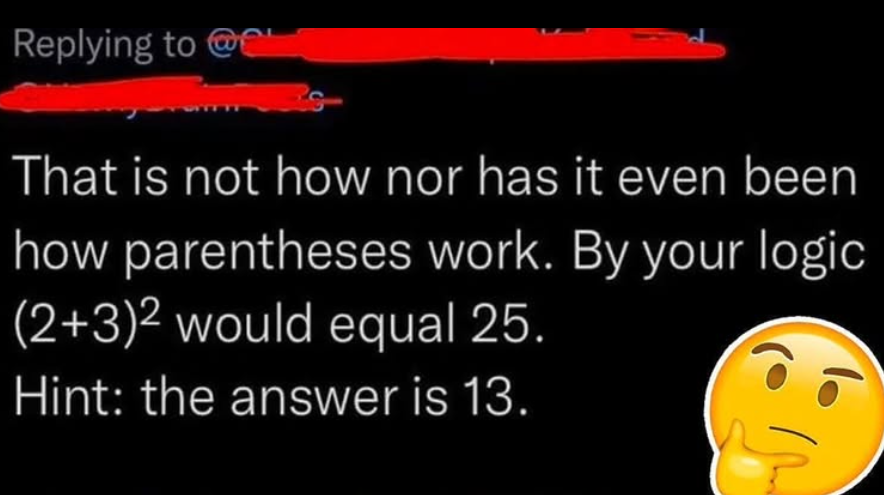 Replying to
That is not how nor has it even been
how parentheses work. By your logic
(2+3)² would equal 25.
Hint: the answer is 13.